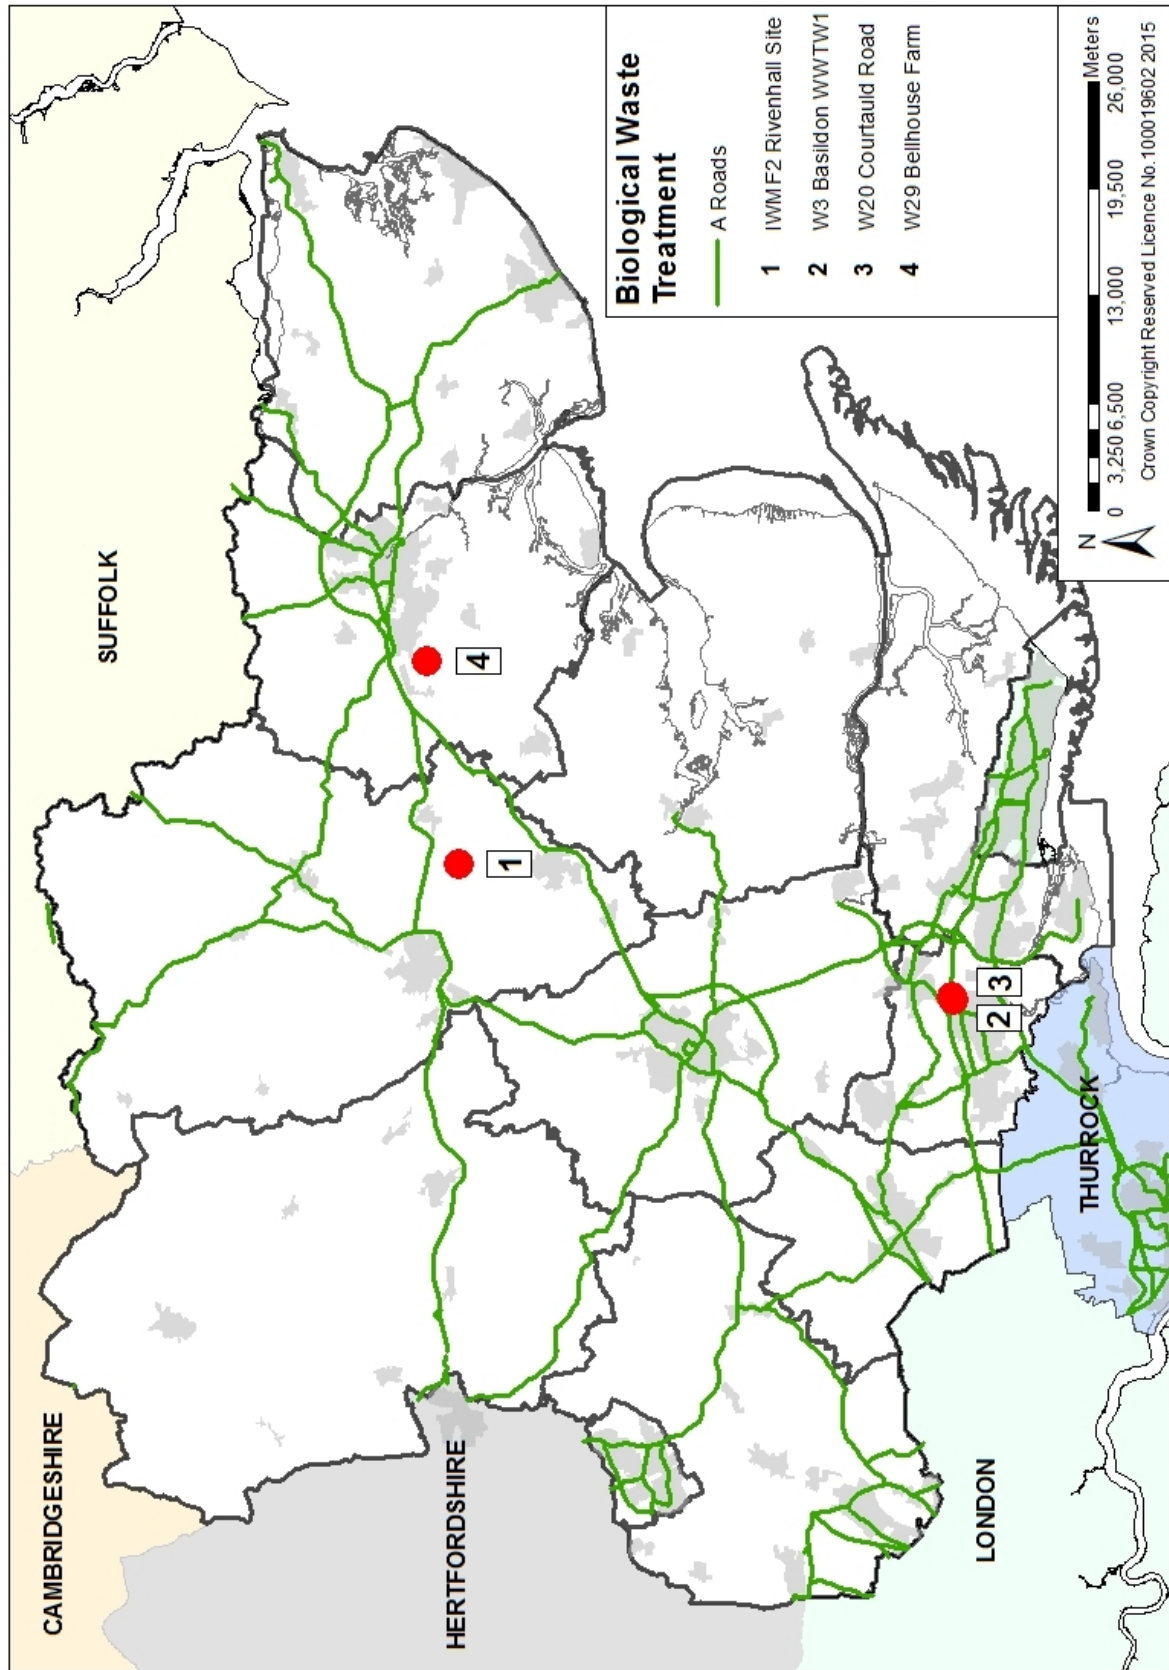 CAMBRIDGESHIRE
SUFFOLK
HERTFORDSHIRE
LONDON
THURROCK
1
4
2
3
Biological Waste
Treatment
A Roads
1 IWMF2 Rivenhall Site
2 W3 Basildon WWTW1
3 W20 Courtauld Road
4 W29 Bellhouse Farm
N
0 3,250 6,500 13,000 19,500 26,000
Meters
Crown Copyright Reserved Licence No.100019602 2015